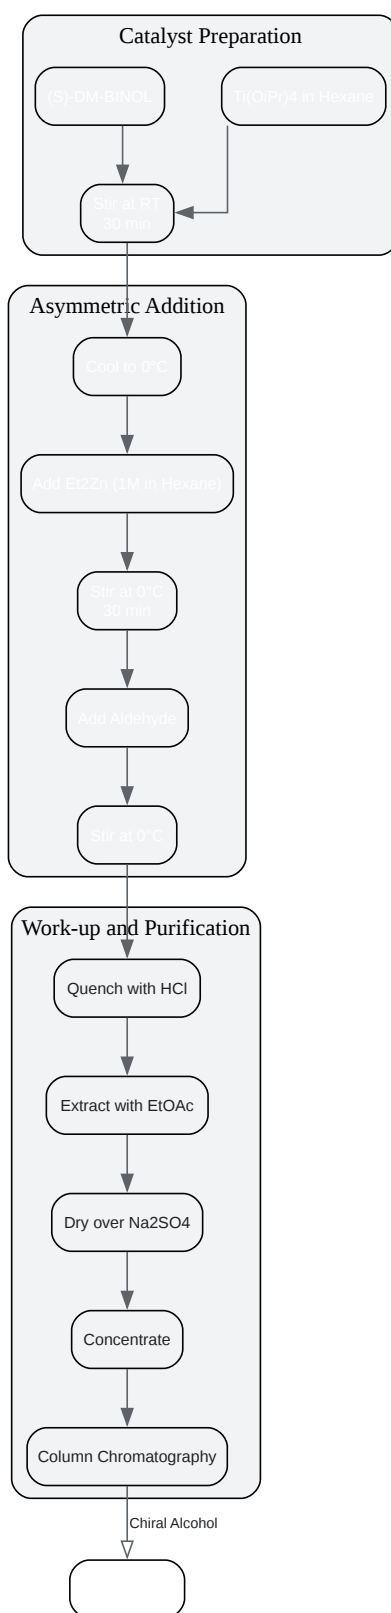 Catalyst Preparation
(S)-DM-BINOL
Ti(OiPr)4 in Hexane
Stir at RT
30 min
Asymmetric Addition
Cool to 0°C
Add Et2Zn (1M in Hexane)
Stir at 0°C
30 min
Add Aldehyde
Stir at 0°C
Work-up and Purification
Quench with HCl
Extract with EtOAc
Dry over Na2SO4
Concentrate
Column Chromatography
Chiral Alcohol